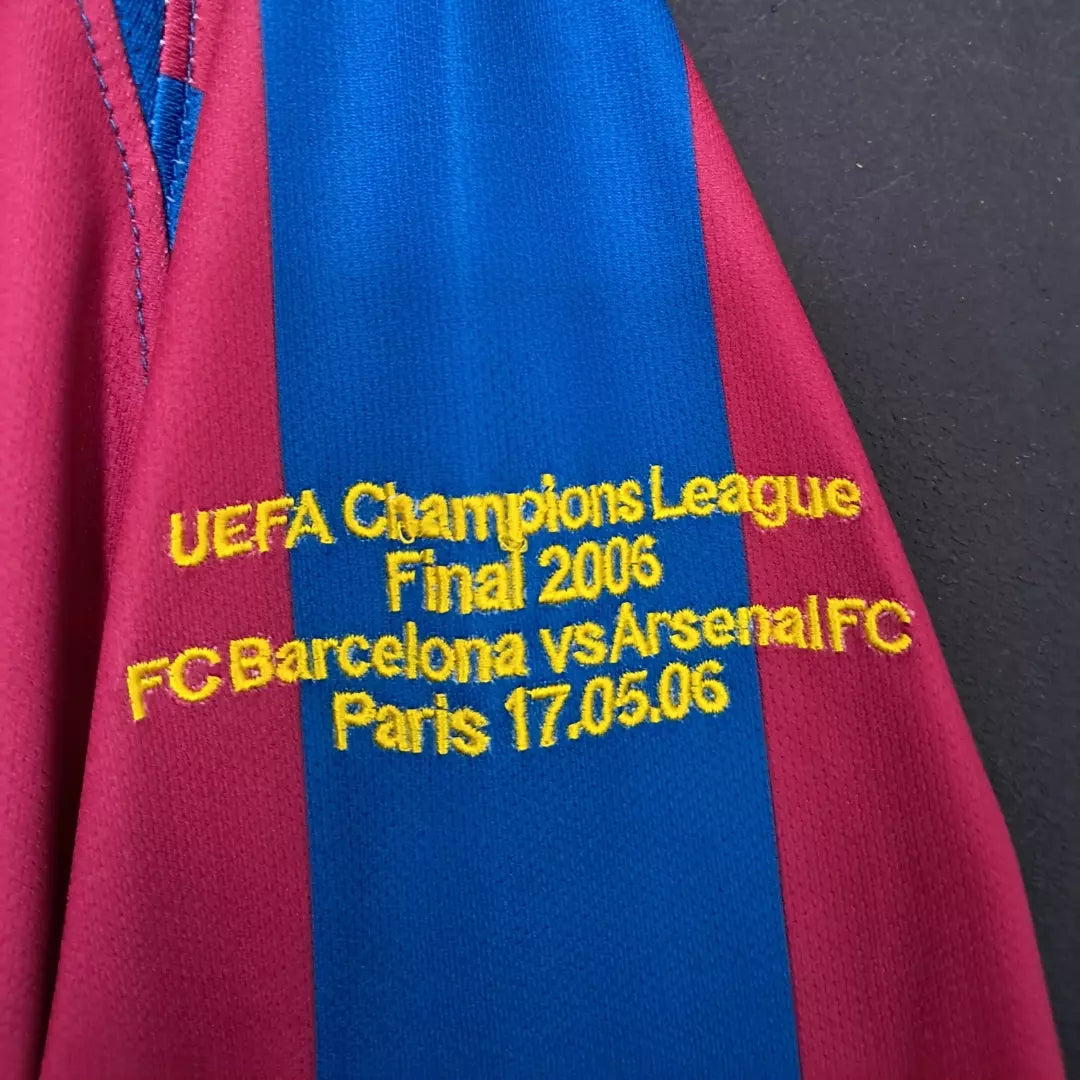 UEFA Champions League
Final 2006
FC Barcelona vs Arsenal FC
Paris 17.05.06